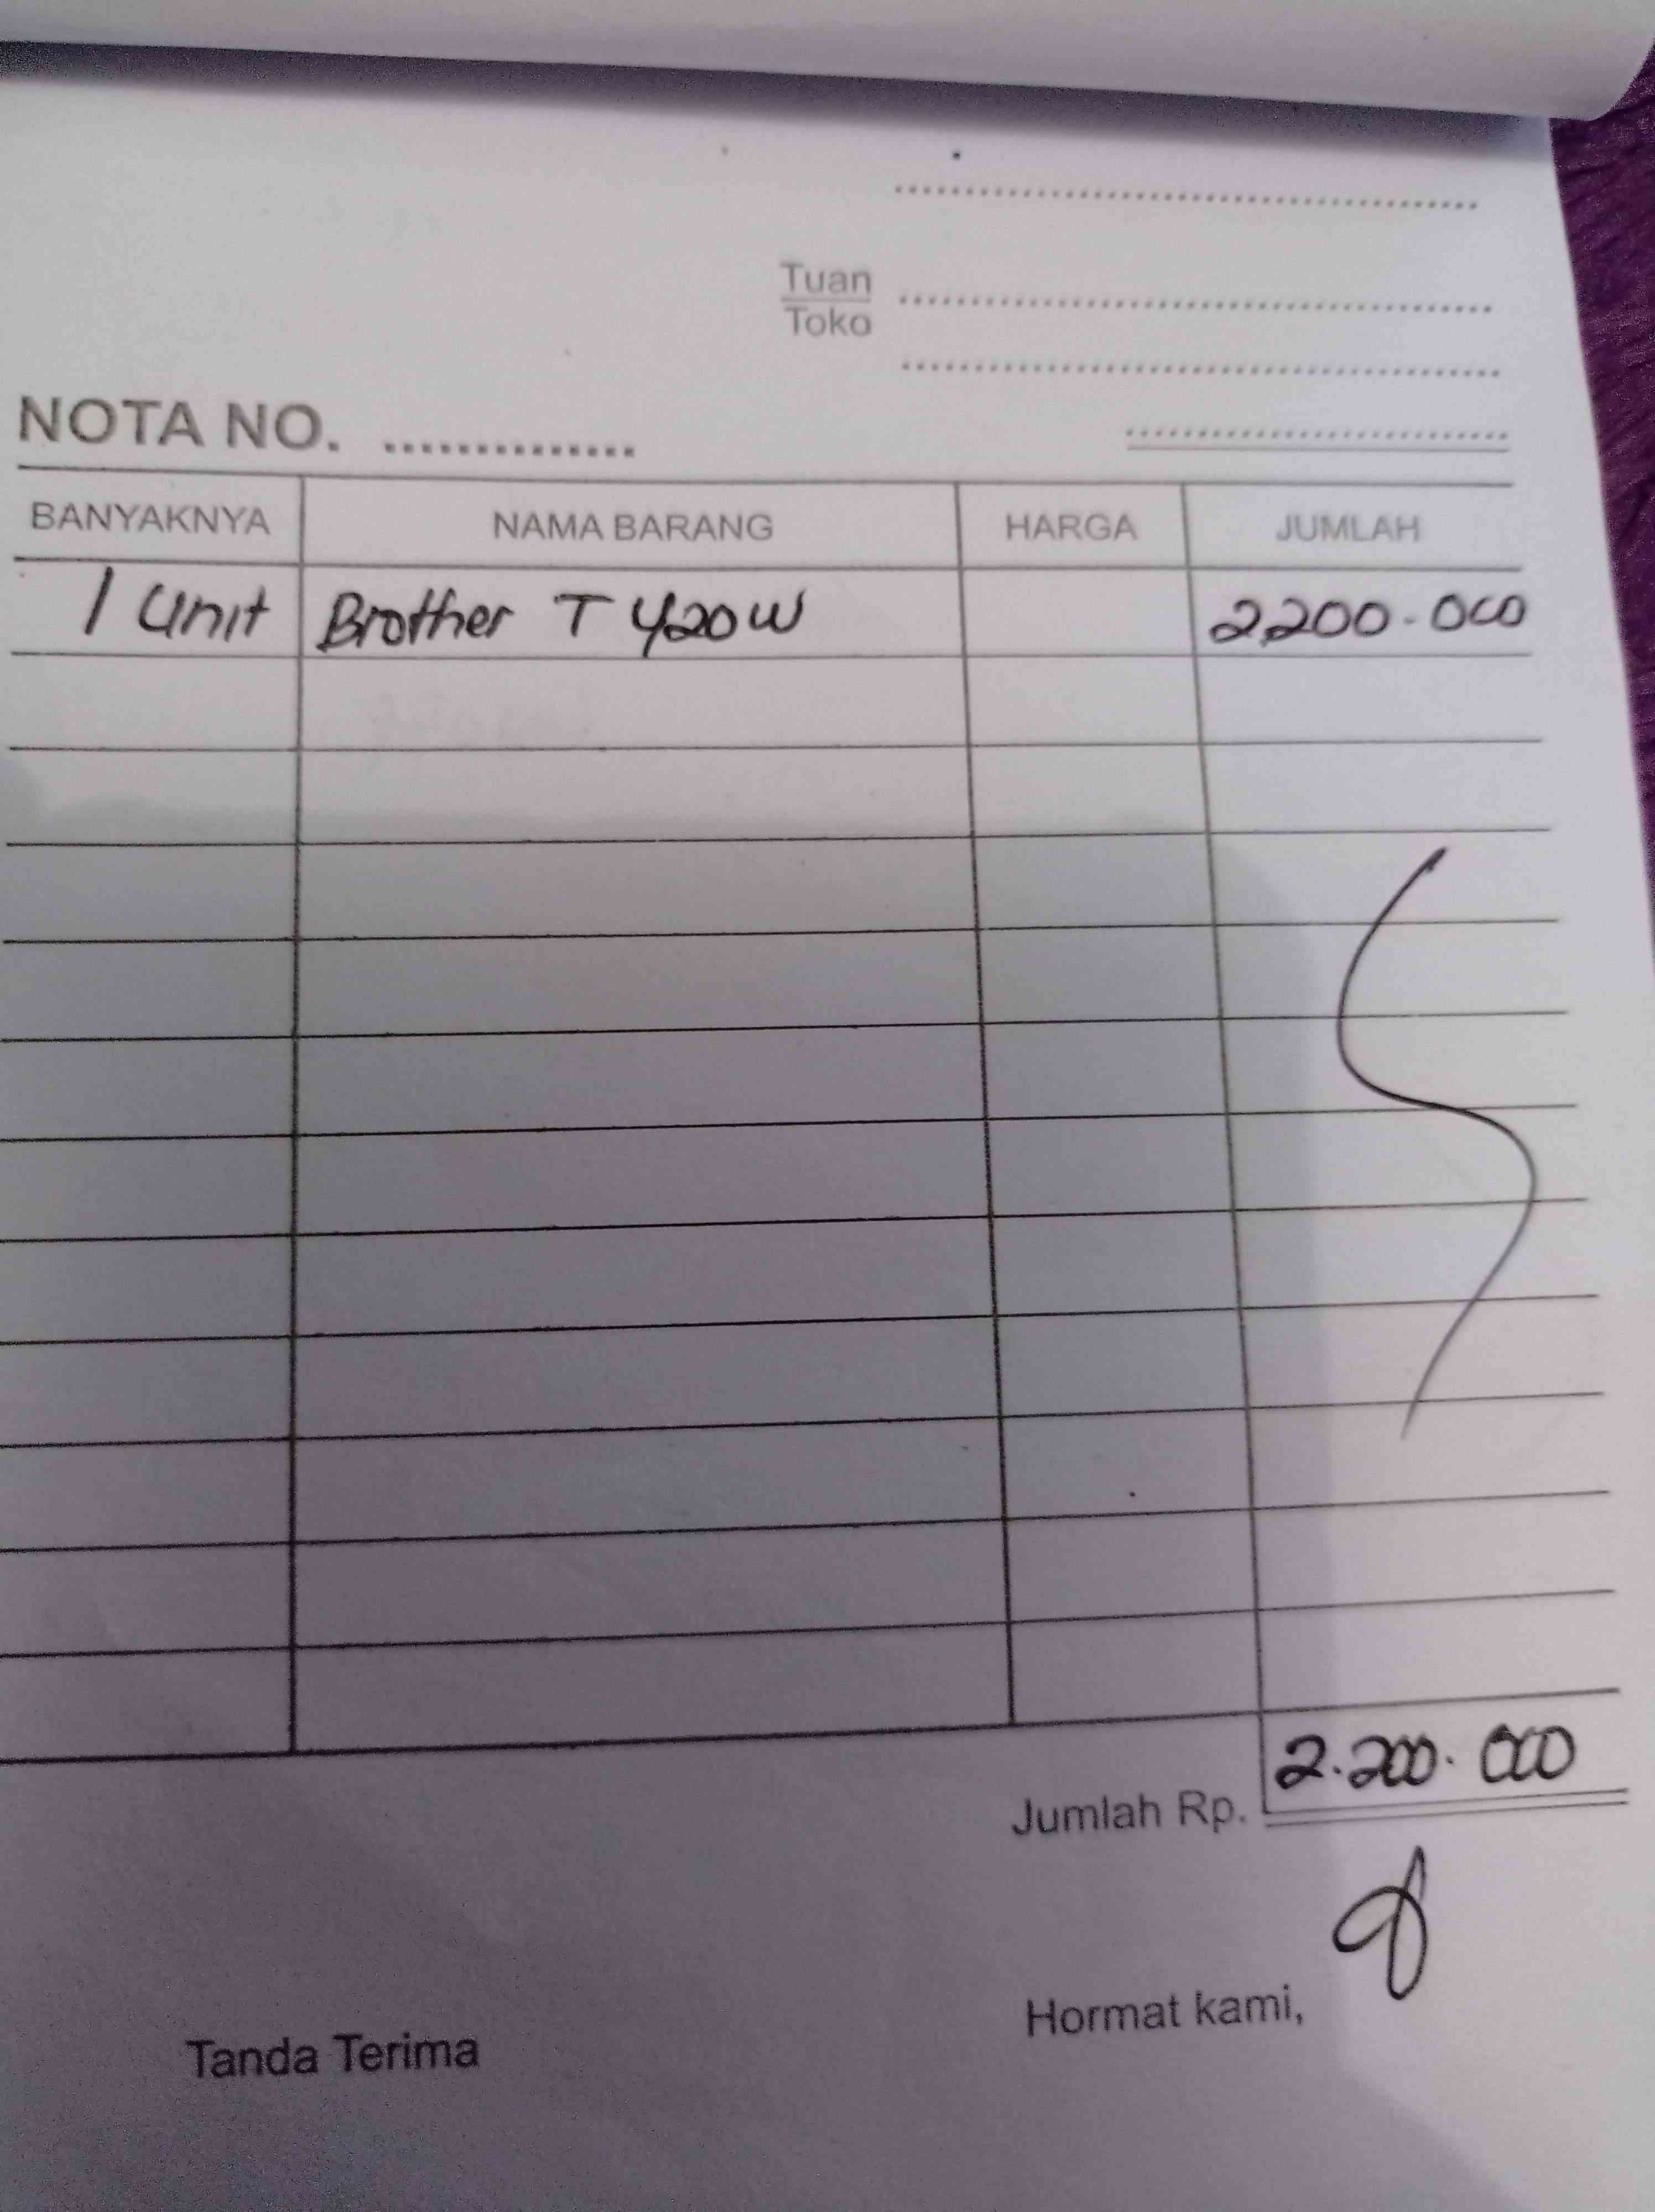 Tuan
Toko
NOTA NO. ..............
BANYAKNYA NAMA BARANG HARGA JUMLAH
1 Unit Brother T 420W 2.200.000
Jumlah Rp. 2.200.000
Hormat kami,
Tanda Terima